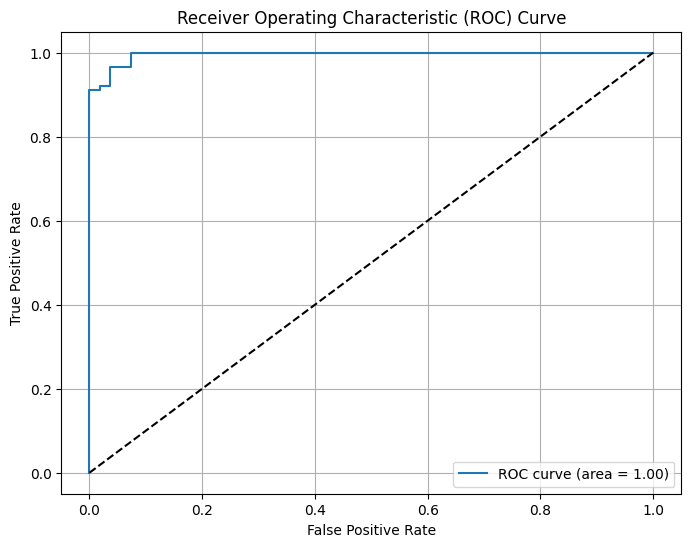 Receiver Operating Characteristic (ROC) Curve
1.0
0.8
0.6
0.4
0.2
0.0
True Positive Rate
0.0 0.2 0.4 0.6 0.8 1.0
False Positive Rate
ROC curve (area = 1.00)